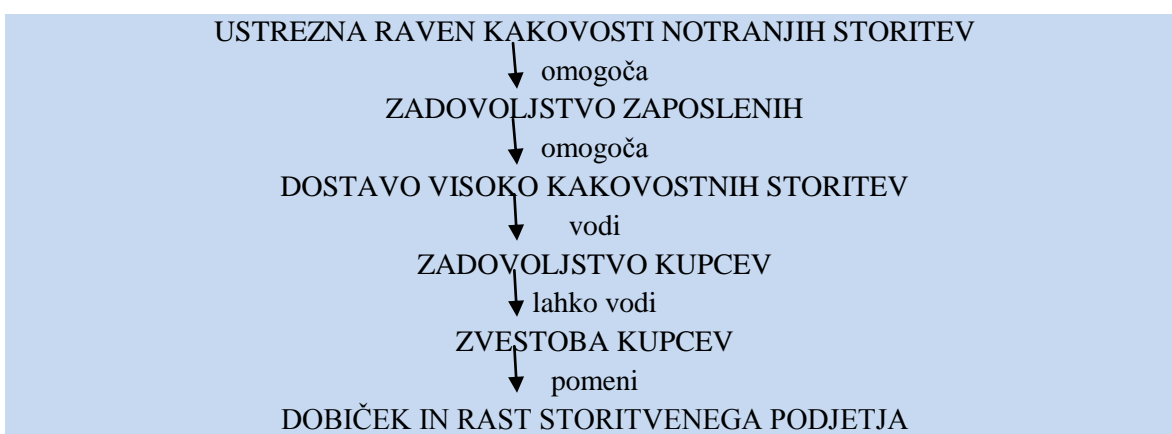 USTREZNA RAVEN KAKOVOSTI NOTRANJIH STORITEV
omogoča
ZADOVOLJSTVO ZAPOSLENIH
omogoča
DOSTAVO VISOKO KAKOVOSTNIH STORITEV
vodi
ZADOVOLJSTVO KUPCEV
lahko vodi
ZVESTOBA KUPCEV
pomeni
DOBIČEK IN RAST STORITVENEGA PODJETJA